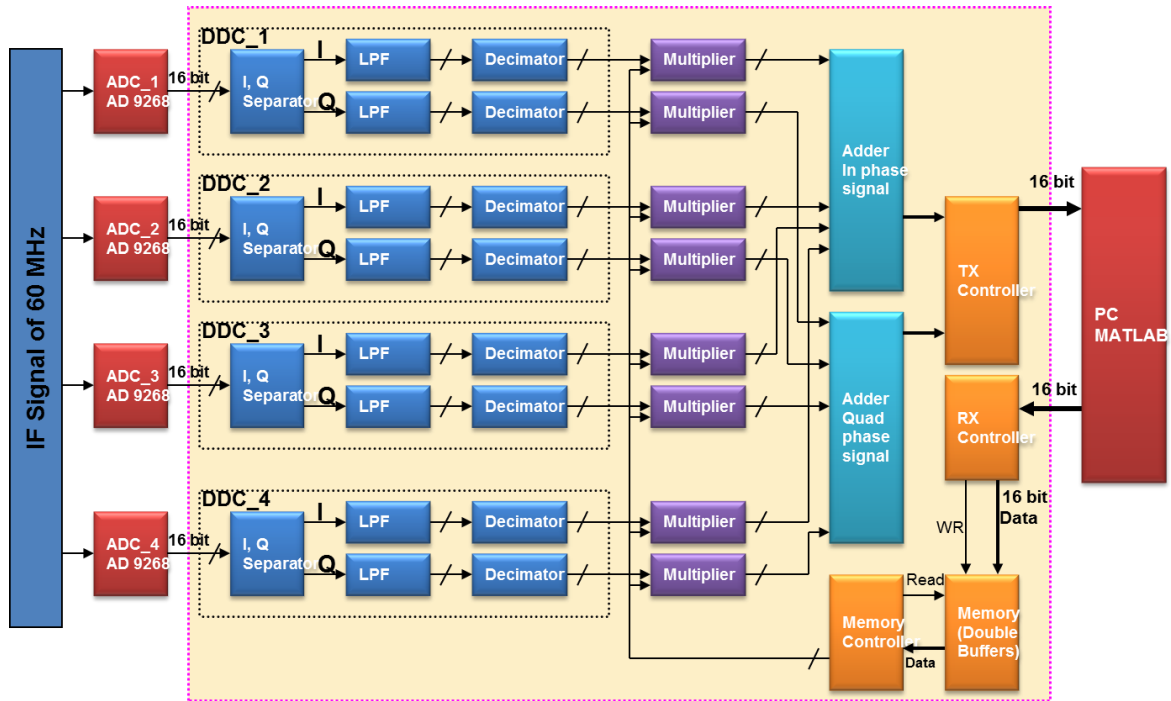 IF Signal of 60 MHz
ADC_1
AD 9268
16 bit
DDC_1
I, Q
Separator
I
LPF
Decimator
Multiplier
Q
LPF
Decimator
Multiplier
ADC_2
AD 9268
16 bit
DDC_2
I, Q
Separator
I
LPF
Decimator
Multiplier
Q
LPF
Decimator
Multiplier
ADC_3
AD 9268
16 bit
DDC_3
I, Q
Separator
I
LPF
Decimator
Multiplier
Q
LPF
Decimator
Multiplier
ADC_4
AD 9268
16 bit
DDC_4
I, Q
Separator
I
LPF
Decimator
Multiplier
Q
LPF
Decimator
Multiplier
Adder
In phase
signal
Adder
Quad
phase
signal
TX
Controller
16 bit
PC
MATLAB
16 bit
RX
Controller
WR
16 bit
Data
Memory
Controller
Read
Data
Memory
(Double
Buffers)